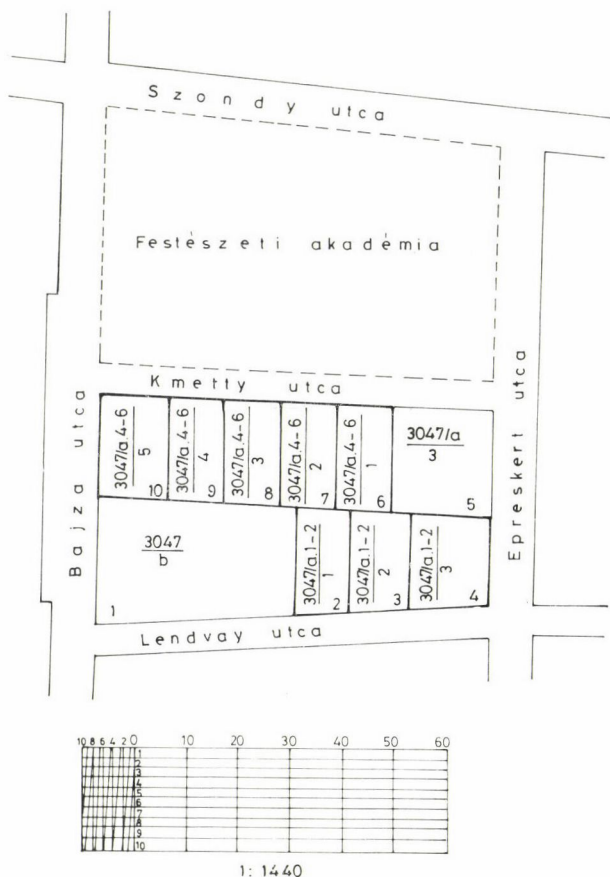 Szondy utca
Festészeti akadémia
Kmetty utca
Bajza utca
Epreskert utca
3047/a.4-6
5
10
3047/a.4-6
4
9
3047/a.4-6
3
8
3047/a.4-6
2
7
3047/a.4-6
1
6
3047/a
3
5
3047
b
1
3047/a.1-2
1
2
3047/a.1-2
2
3
3047/a.1-2
3
4
Lendvay utca
10 8 6 4 2 0 10 20 30 40 50 60
1
2
3
4
5
6
7
8
9
10
1: 1440